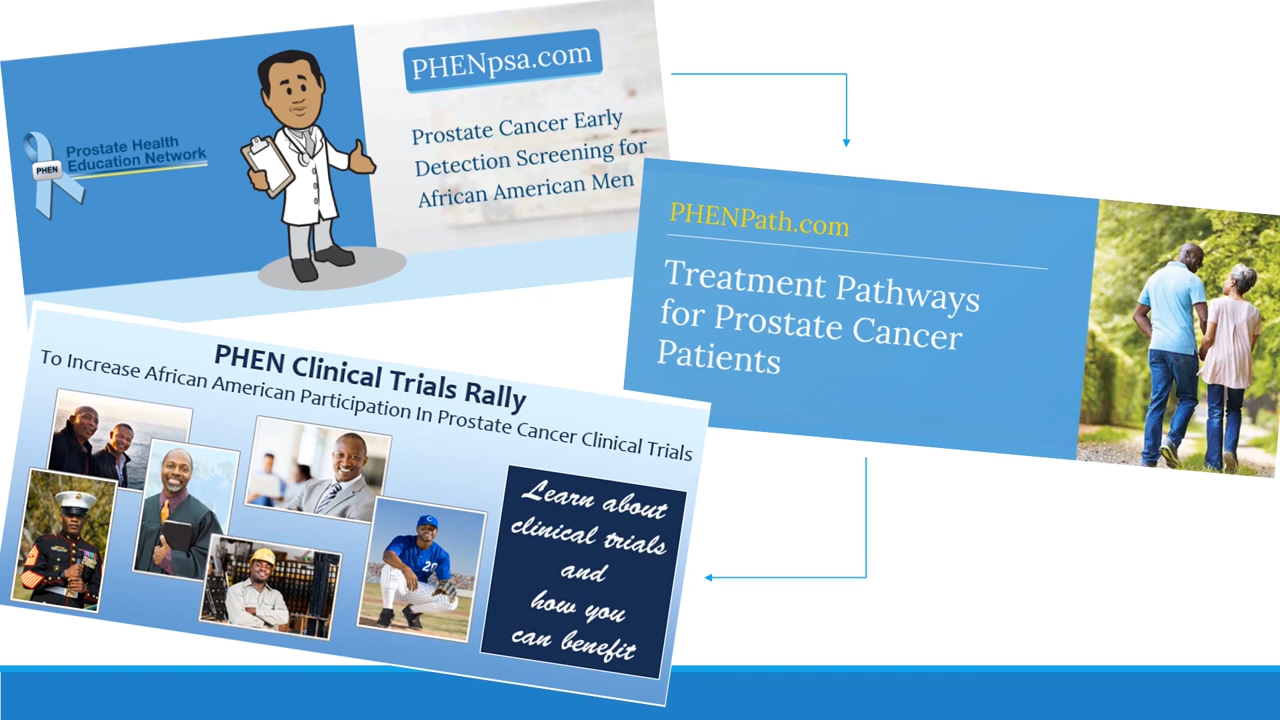 PHENpsa.com
Prostate Health
Education Network
PHEN
Prostate Cancer Early
Detection Screening for
African American Men
PHENPath.com
Treatment Pathways
for Prostate Cancer
Patients
PHEN Clinical Trials Rally
To Increase African American Participation In Prostate Cancer Clinical Trials
Learn about
clinical trials
and
how you
can benefit
20